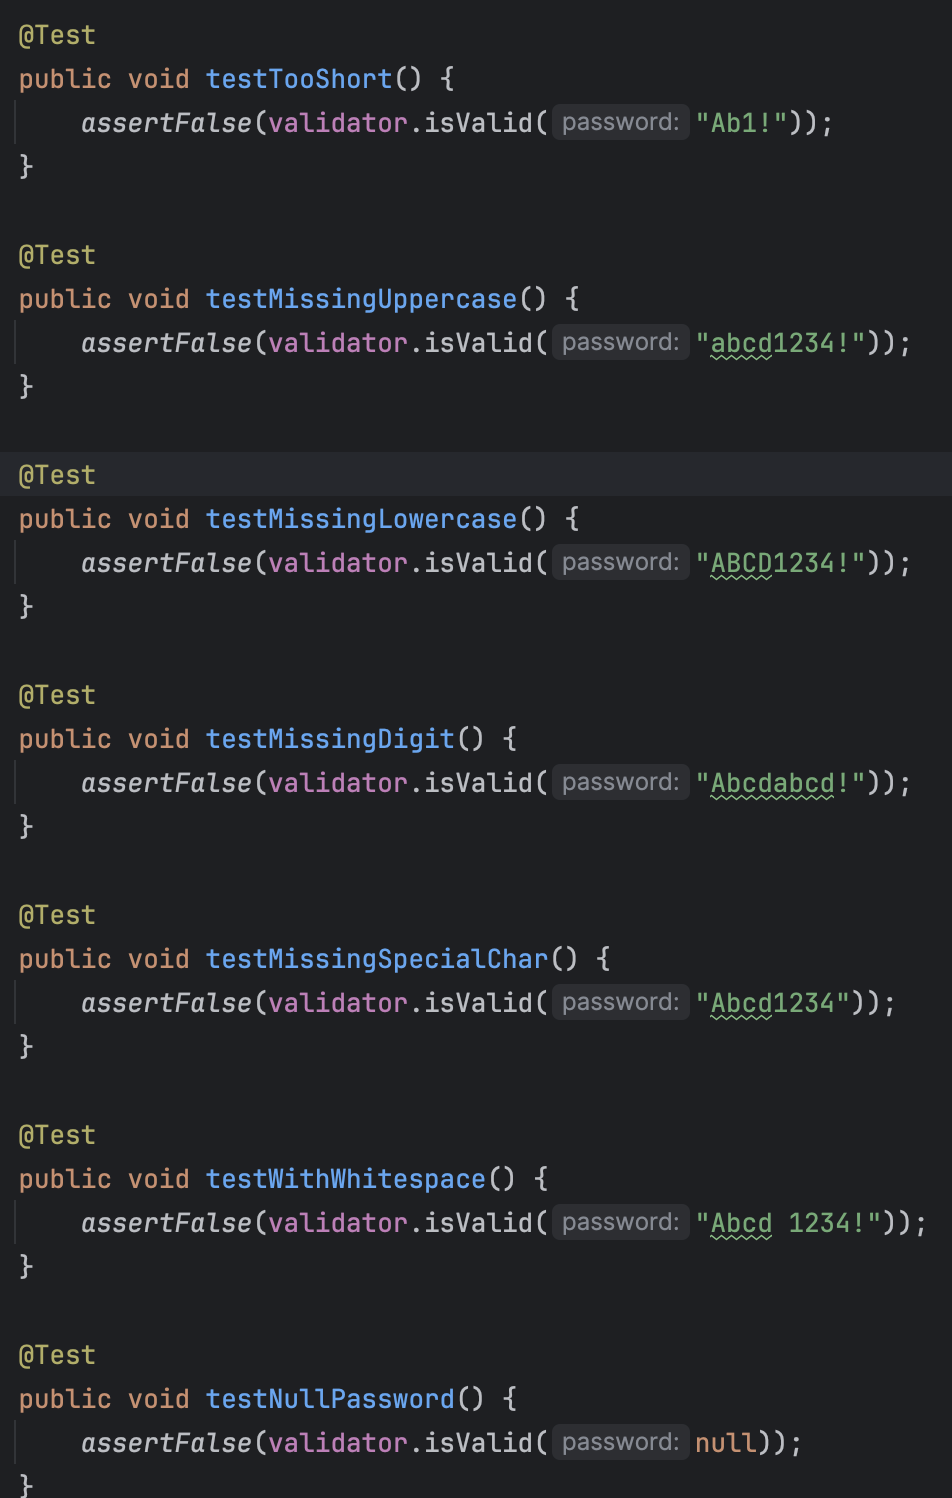 @Test
public void testTooShort() {
    assertFalse(validator.isValid( password: "Ab1!"));
}
@Test
public void testMissingUppercase() {
    assertFalse(validator.isValid( password: "abcd1234!"));
}
@Test
public void testMissingLowercase() {
    assertFalse(validator.isValid( password: "ABCD1234!"));
}
@Test
public void testMissingDigit() {
    assertFalse(validator.isValid( password: "Abcdabcd!"));
}
@Test
public void testMissingSpecialChar() {
    assertFalse(validator.isValid( password: "Abcd1234"));
}
@Test
public void testWithWhitespace() {
    assertFalse(validator.isValid( password: "Abcd 1234!"));
}
@Test
public void testNullPassword() {
    assertFalse(validator.isValid( password: null));
}